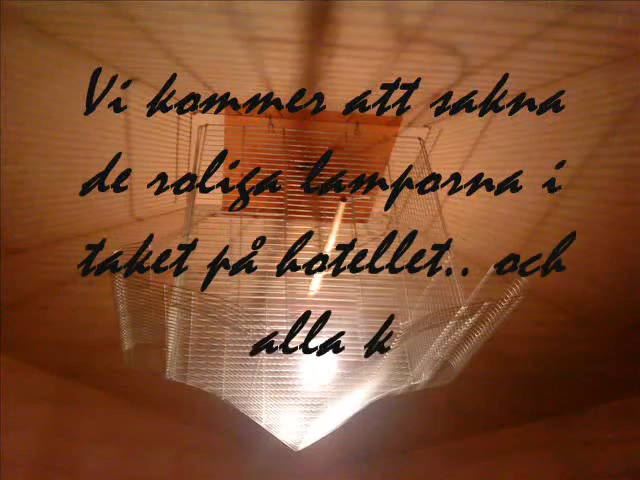 Vi kommer att sakna
de roliga lamporna i
taket på hotellet.. och
alla k